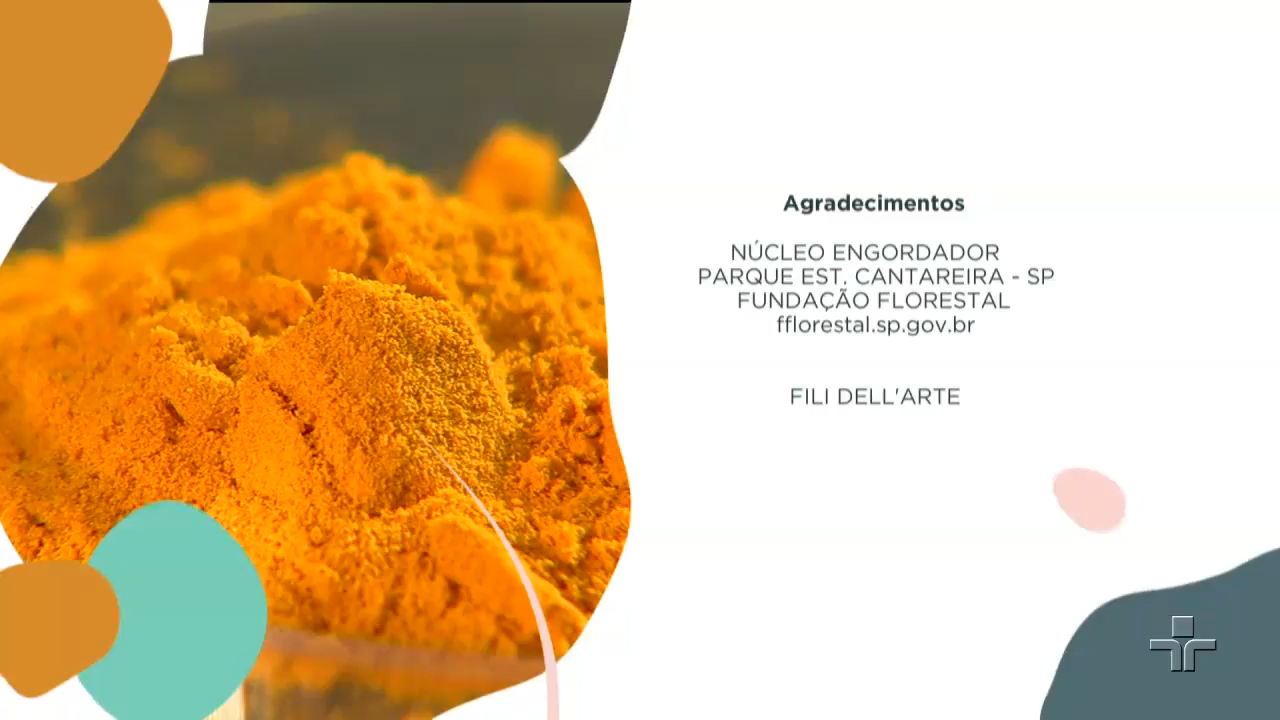 Agradecimentos
NÚCLEO ENGORDADOR
PARQUE EST. CANTAREIRA - SP
FUNDAÇÃO FLORESTAL
fflorestal.sp.gov.br
FILI DELL'ARTE